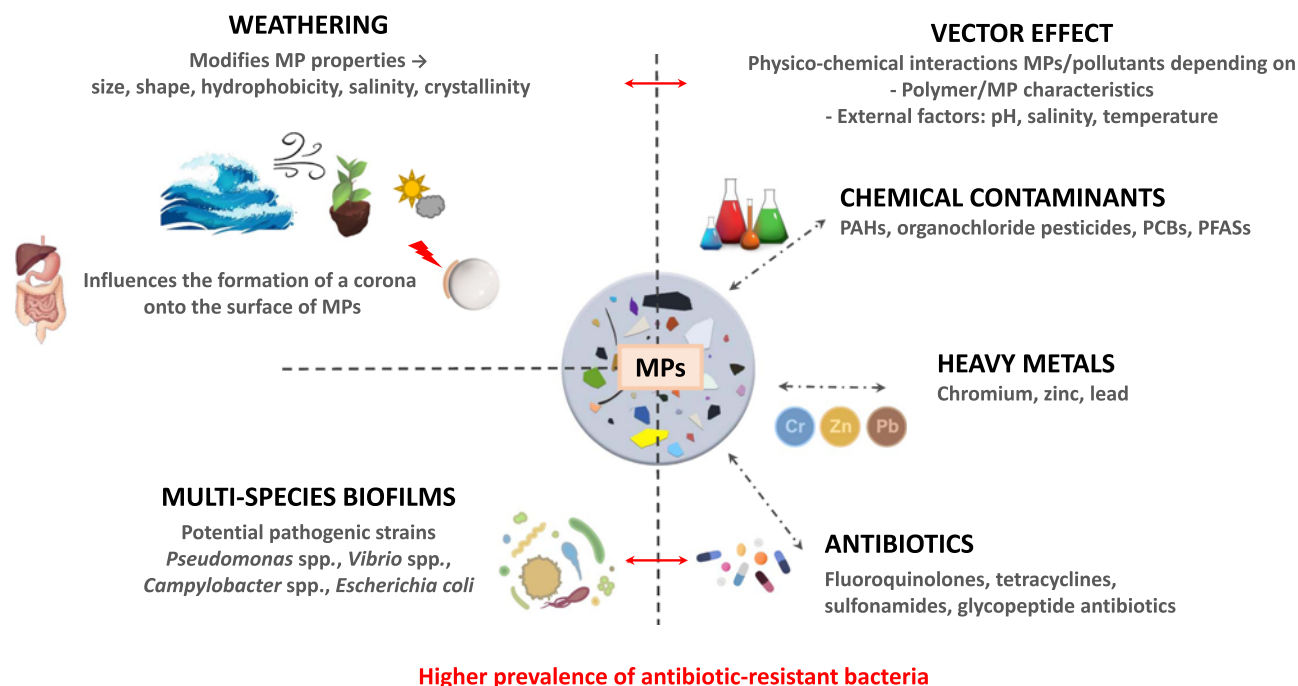 WEATHERING
Modifies MP properties →
size, shape, hydrophobicity, salinity, crystallinity
Influences the formation of a corona
onto the surface of MPs
VECTOR EFFECT
Physico-chemical interactions MPs/pollutants depending on
- Polymer/MP characteristics
- External factors: pH, salinity, temperature
CHEMICAL CONTAMINANTS
PAHs, organochloride pesticides, PCBs, PFASs
MPs
HEAVY METALS
Chromium, zinc, lead
Cr Zn Pb
MULTI-SPECIES BIOFILMS
Potential pathogenic strains
Pseudomonas spp., Vibrio spp.,
Campylobacter spp., Escherichia coli
ANTIBIOTICS
Fluoroquinolones, tetracyclines,
sulfonamides, glycopeptide antibiotics
Higher prevalence of antibiotic-resistant bacteria